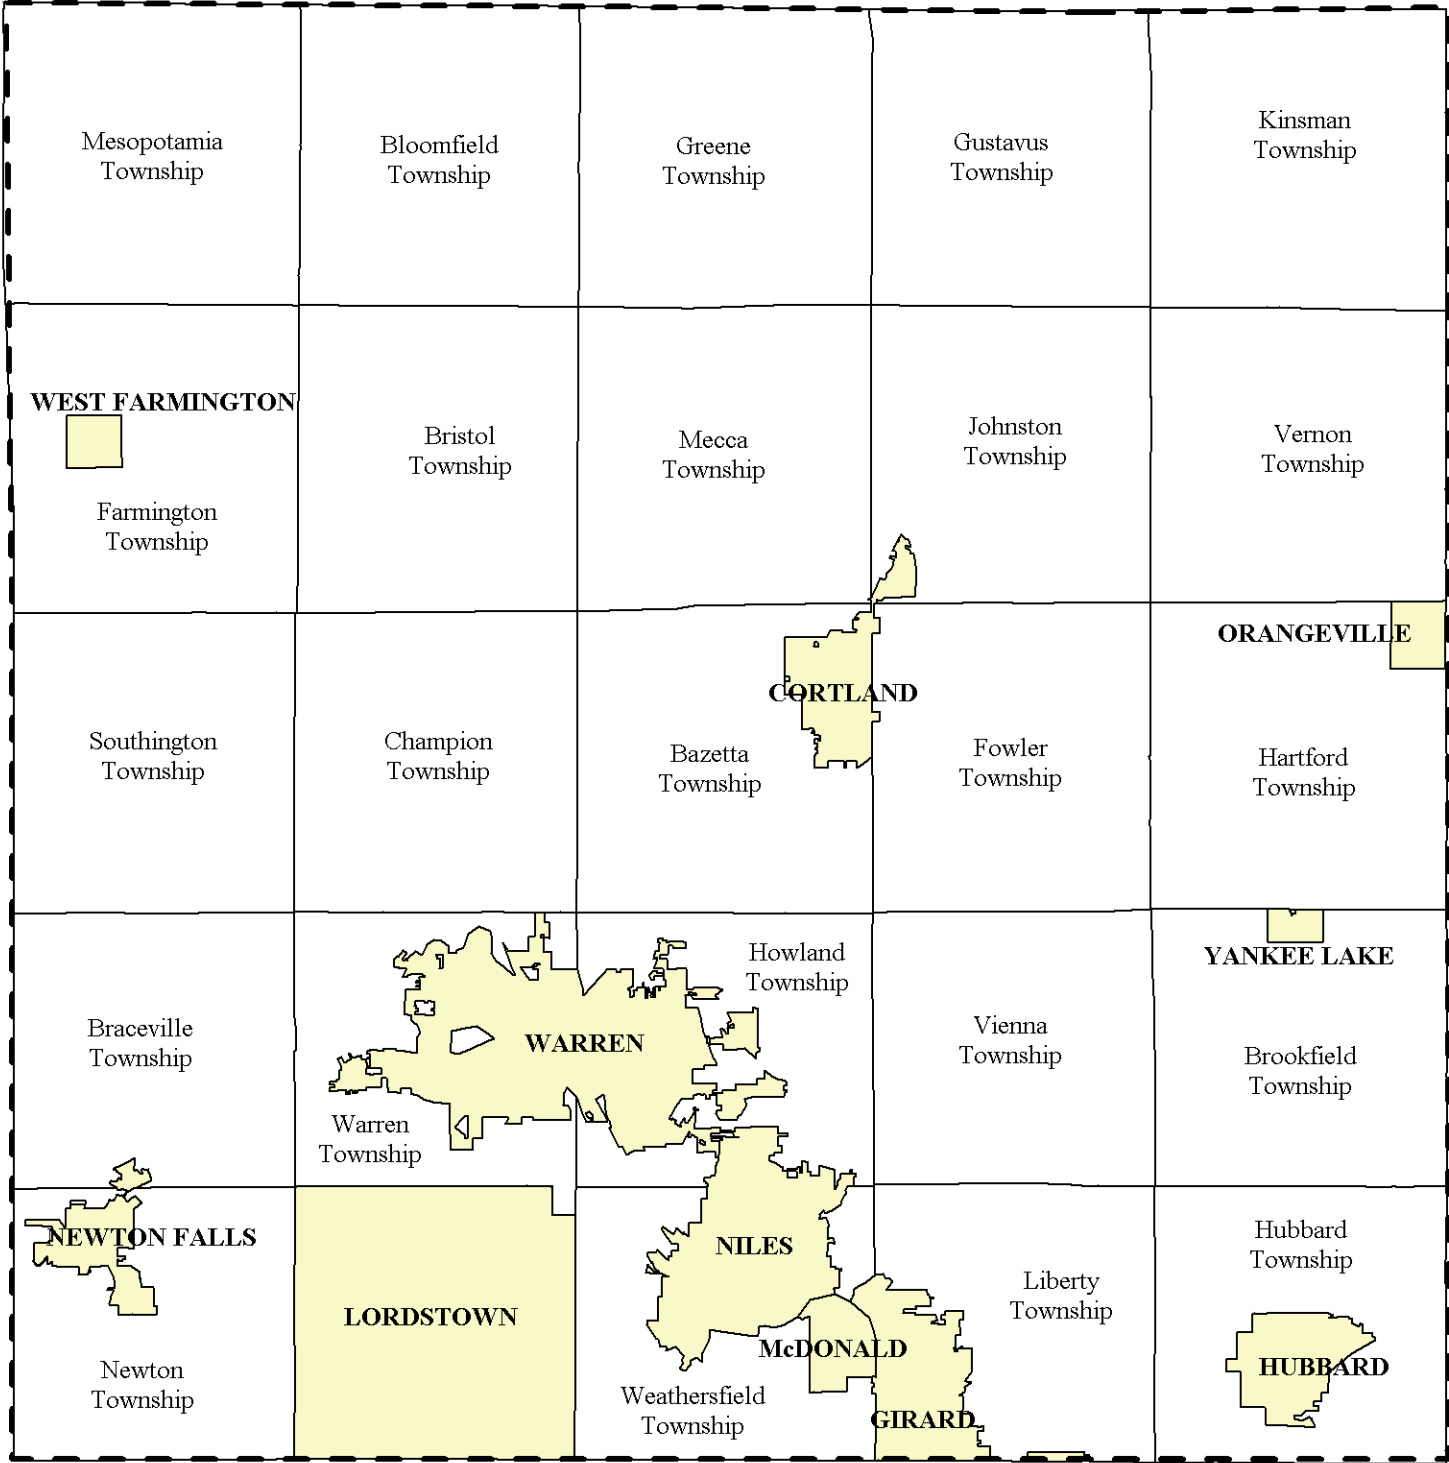 Mesopotamia
Township
Bloomfield
Township
Greene
Township
Gustavus
Township
Kinsman
Township
WEST FARMINGTON
Farmington
Township
Bristol
Township
Mecca
Township
Johnston
Township
Vernon
Township
Southington
Township
Champion
Township
CORTLAND
Bazetta
Township
Fowler
Township
ORANGEVILLE
Hartford
Township
Braceville
Township
WARREN
Warren
Township
Howland
Township
Vienna
Township
YANKEE LAKE
Brookfield
Township
NEWTON FALLS
Newton
Township
LORDSTOWN
NILES
McDONALD
Weathersfield
Township
GIRARD
Liberty
Township
Hubbard
Township
HUBBARD